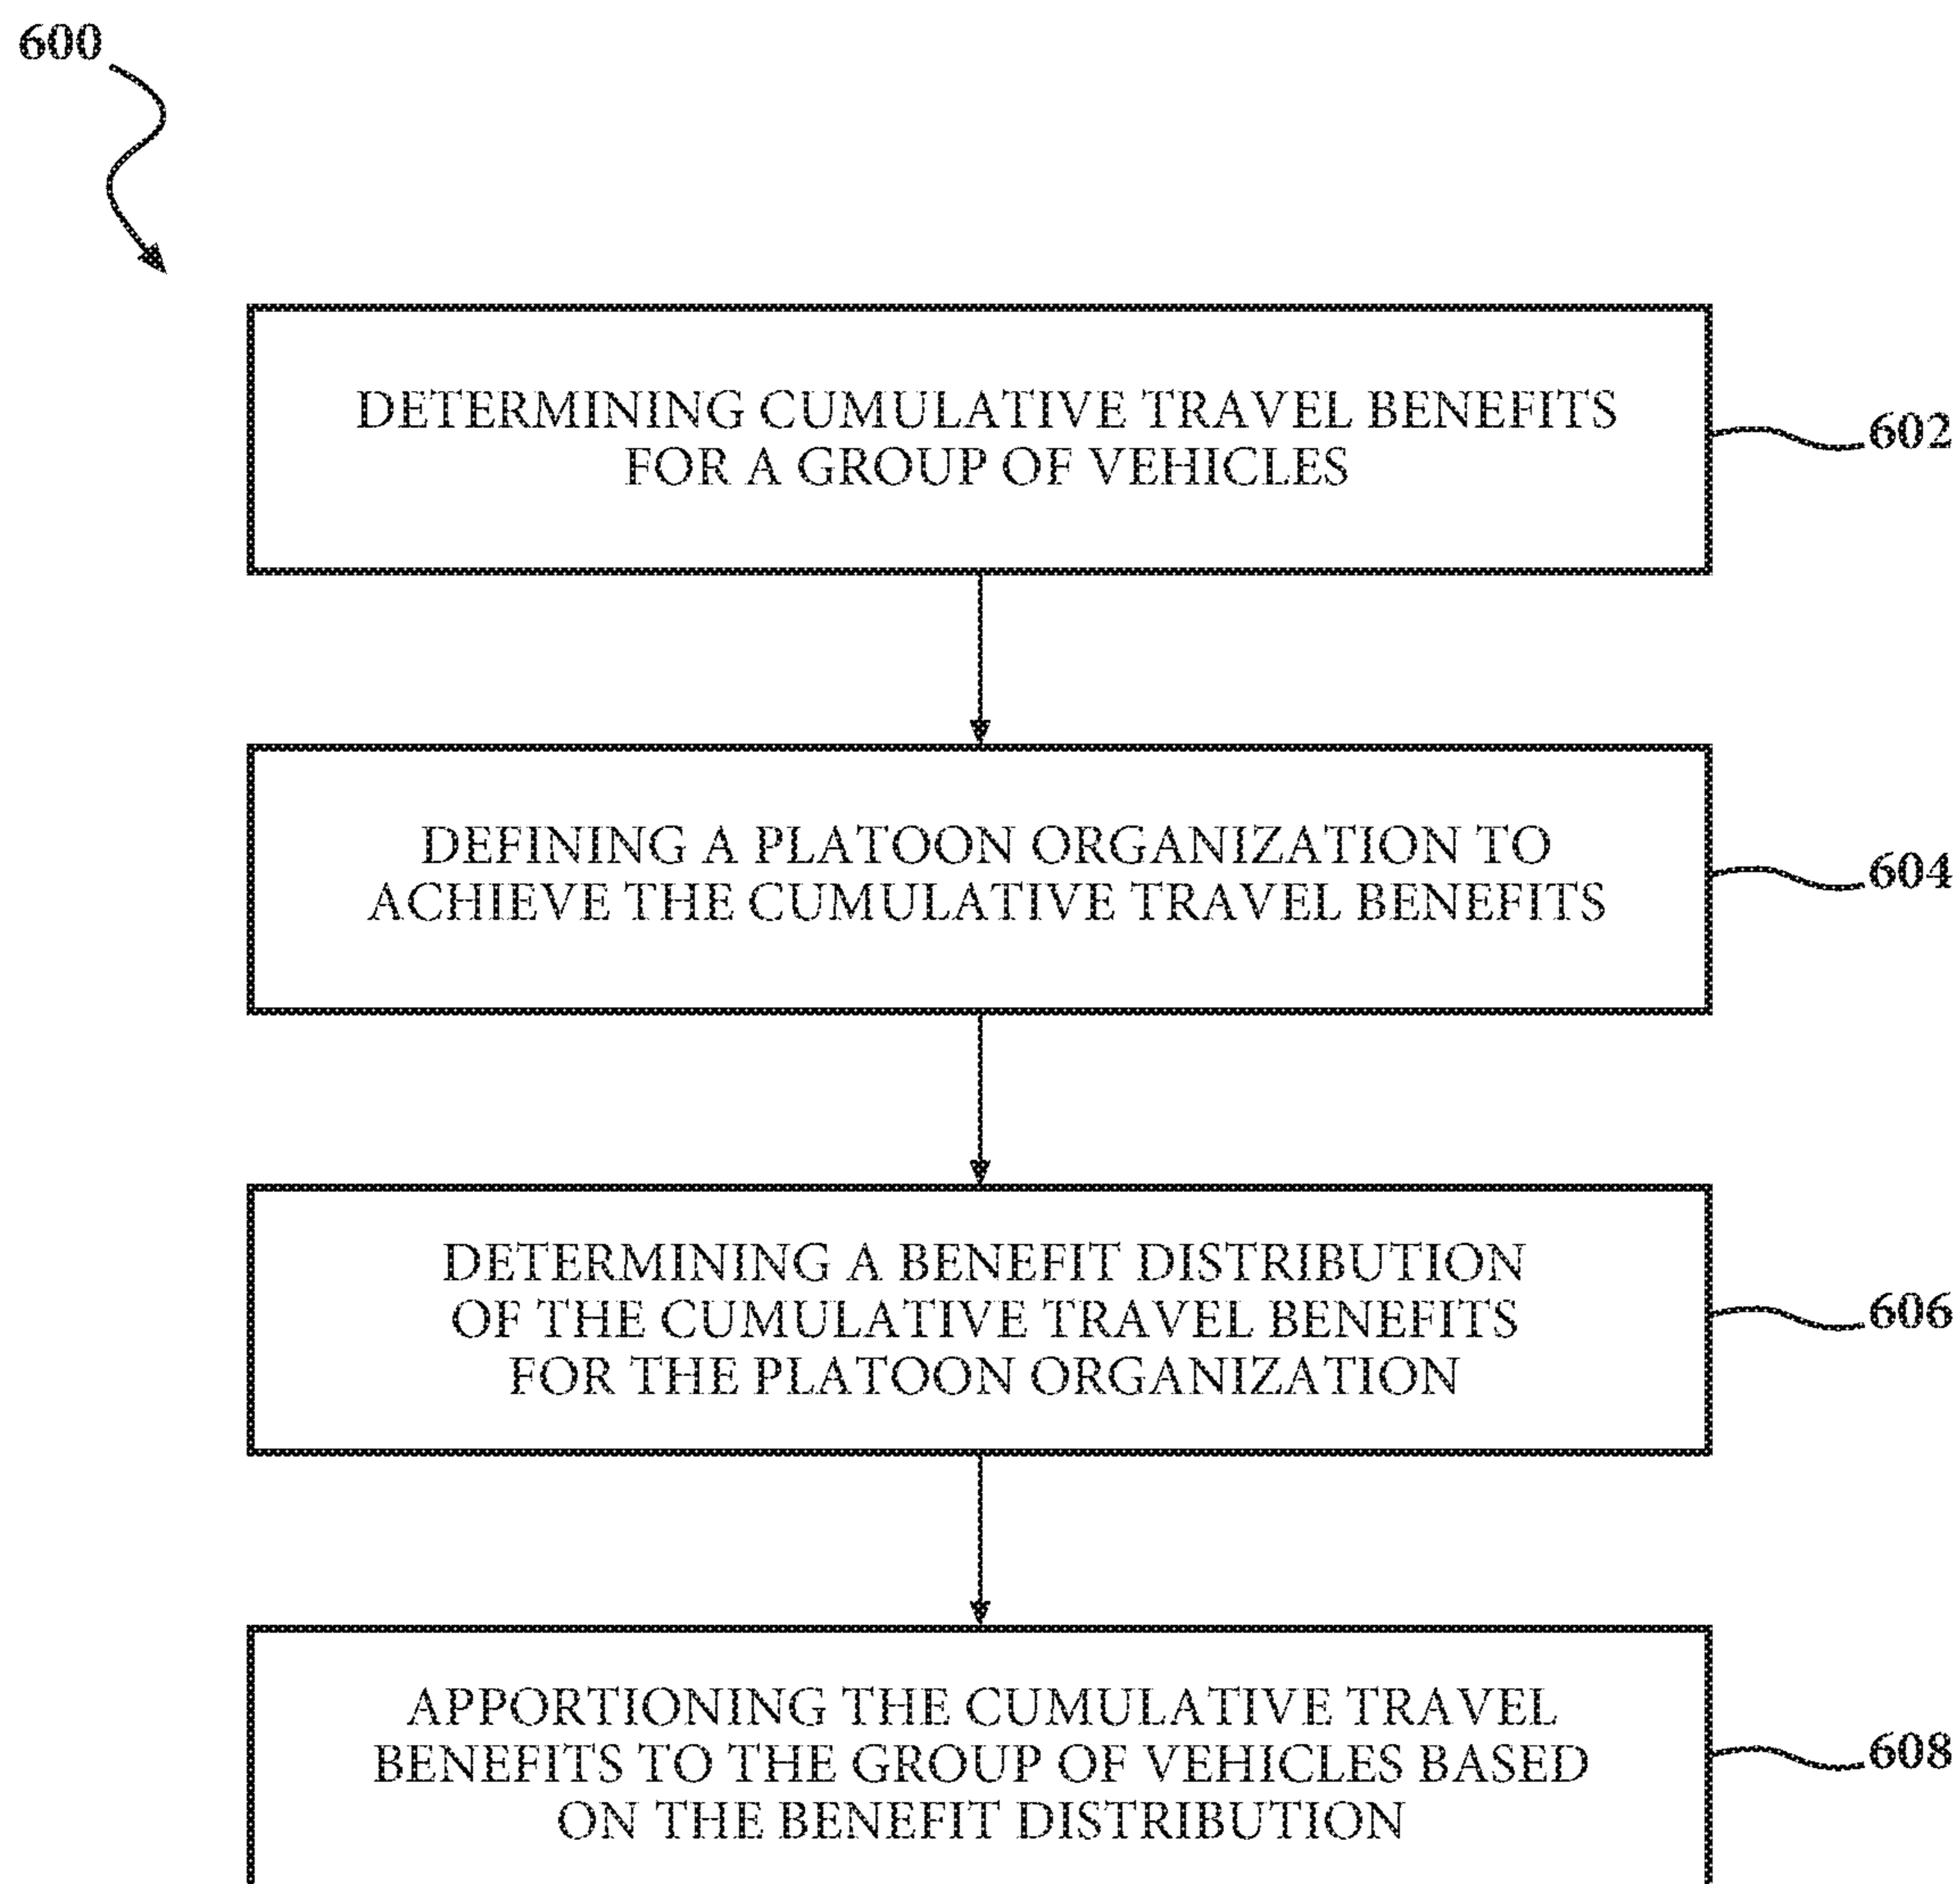 600
DETERMINING CUMULATIVE TRAVEL BENEFITS
FOR A GROUP OF VEHICLES
602
DEFINING A PLATOON ORGANIZATION TO
ACHIEVE THE CUMULATIVE TRAVEL BENEFITS
604
DETERMINING A BENEFIT DISTRIBUTION
OF THE CUMULATIVE TRAVEL BENEFITS
FOR THE PLATOON ORGANIZATION
606
APPORTIONING THE CUMULATIVE TRAVEL
BENEFITS TO THE GROUP OF VEHICLES BASED
ON THE BENEFIT DISTRIBUTION
608